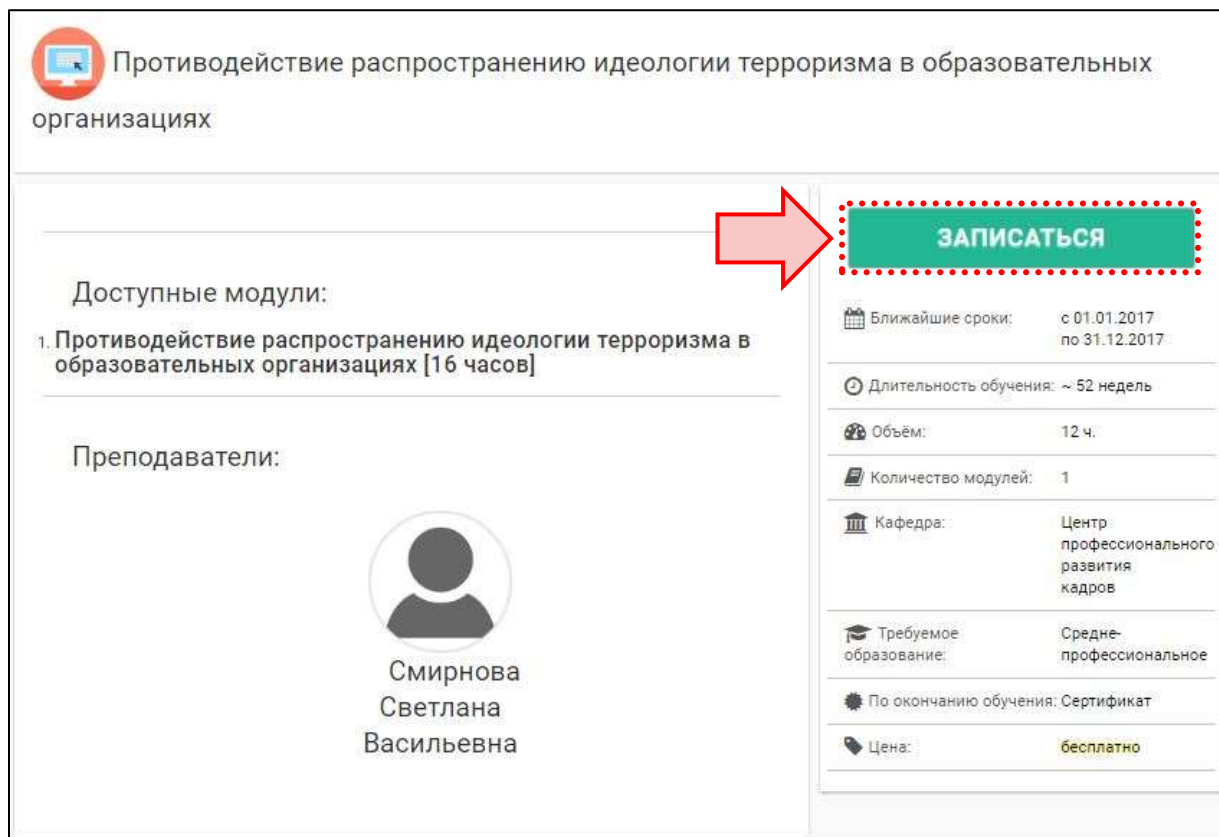 Противодействие распространению идеологии терроризма в образовательных
организациях
Доступные модули:
1. Противодействие распространению идеологии терроризма в
образовательных организациях [16 часов]
Преподаватели:
Смирнова
Светлана
Васильевна
ЗАПИСАТЬСЯ
Ближайшие сроки: с 01.01.2017
по 31.12.2017
Длительность обучения: ~ 52 недель
Объём: 12 ч.
Количество модулей: 1
Кафедра: Центр
профессионального
развития
кадров
Требуемое Средне-
образование: профессиональное
По окончанию обучения: Сертификат
Цена: бесплатно